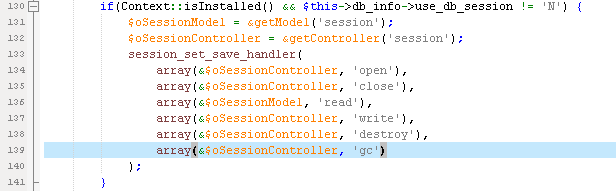 130 if(Context::isInstalled() && $this->db_info->use_db_session != 'N') {
131 $oSessionModel = &getModel('session');
132 $oSessionController = &getController('session');
133 session_set_save_handler(
134 array(&$oSessionController, 'open'),
135 array(&$oSessionController, 'close'),
136 array(&$oSessionModel, 'read'),
137 array(&$oSessionController, 'write'),
138 array(&$oSessionController, 'destroy'),
139 array(&$oSessionController, 'gc')
140 );
141 }